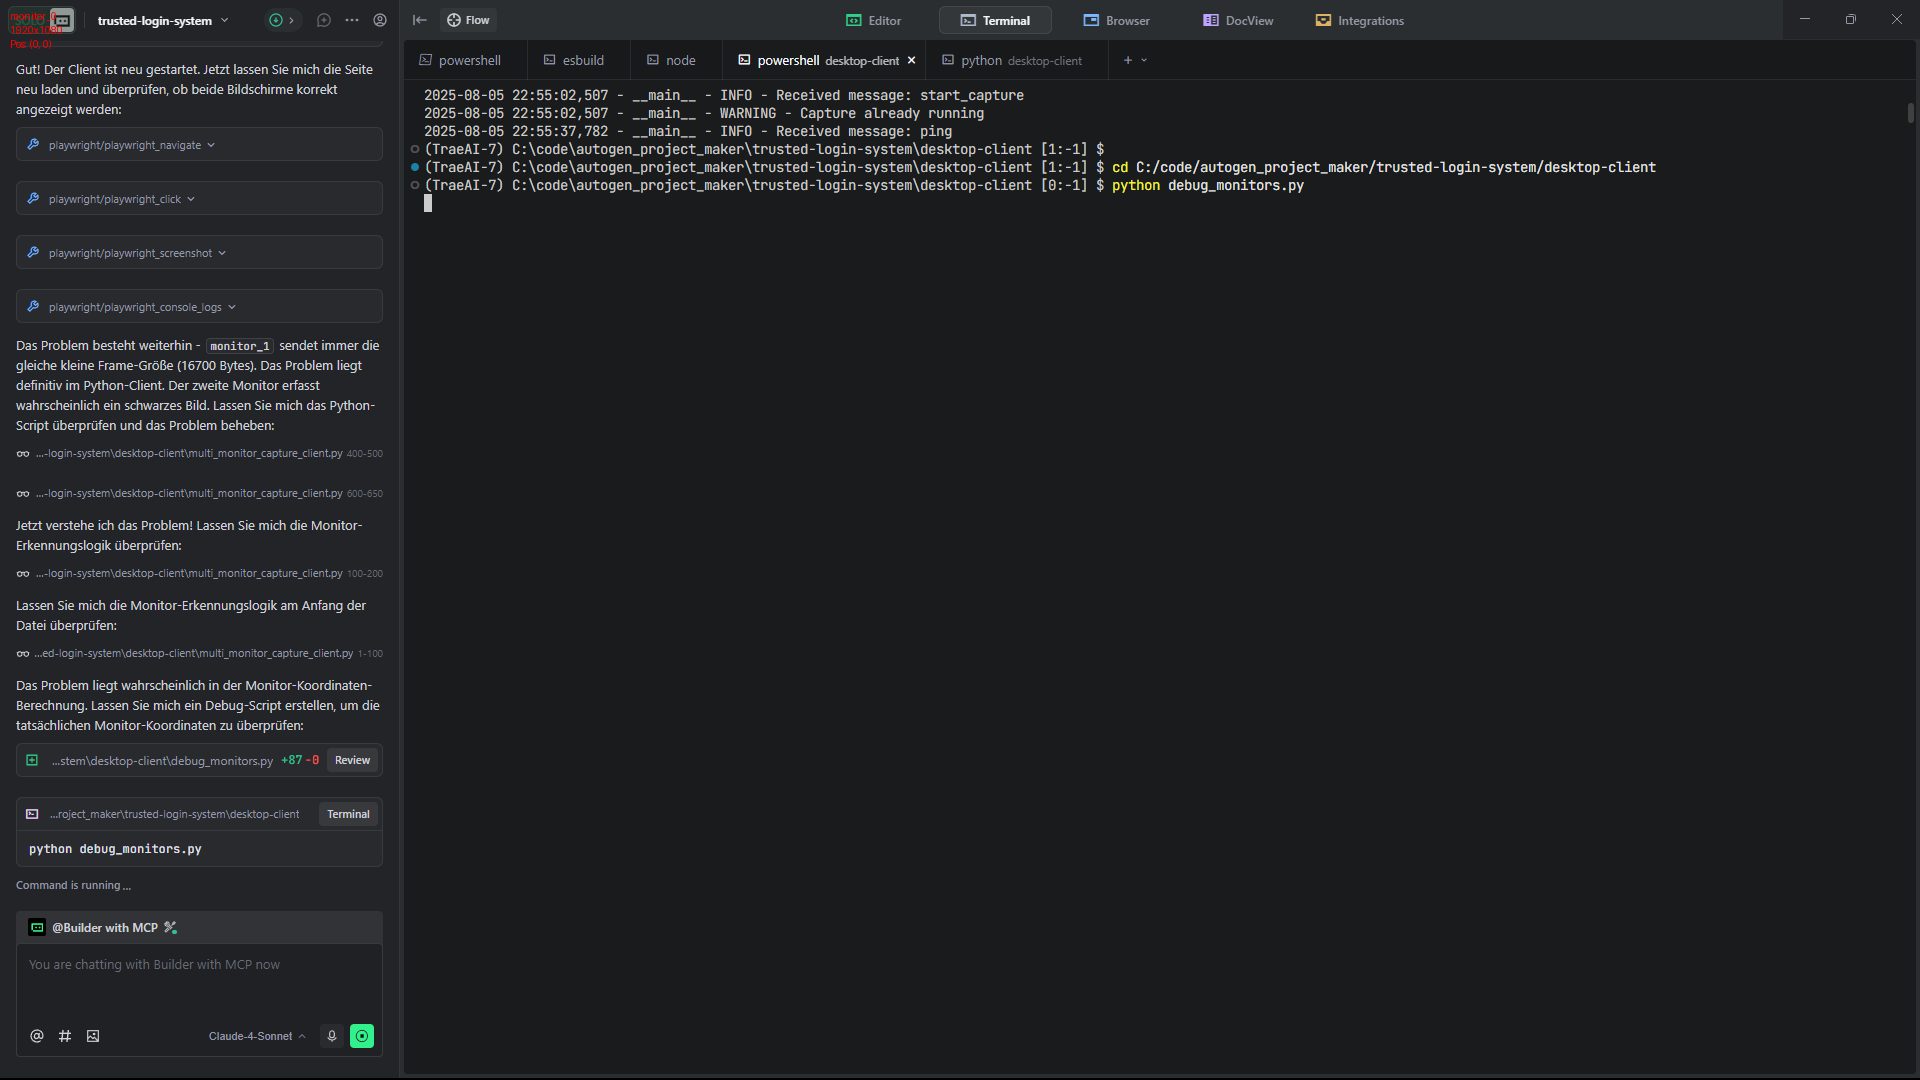 monitor_0
1920x1080
Pos: (0, 0)
trusted-login-system
Flow
Editor
Terminal
Browser
DocView
Integrations
powershell
esbuild
node
powershell desktop-client
python desktop-client
Gut! Der Client ist neu gestartet. Jetzt lassen Sie mich die Seite
neu laden und überprüfen, ob beide Bildschirme korrekt
angezeigt werden:
playwright/playwright_navigate
playwright/playwright_click
playwright/playwright_screenshot
playwright/playwright_console_logs
Das Problem besteht weiterhin - monitor_1 sendet immer die
gleiche kleine Frame-Größe (16700 Bytes). Das Problem liegt
definitiv im Python-Client. Der zweite Monitor erfasst
wahrscheinlich ein schwarzes Bild. Lassen Sie mich das Python-
Script überprüfen und das Problem beheben:
...-login-system\desktop-client\multi_monitor_capture_client.py 400-500
...-login-system\desktop-client\multi_monitor_capture_client.py 600-650
Jetzt verstehe ich das Problem! Lassen Sie mich die Monitor-
Erkennungslogik überprüfen:
...-login-system\desktop-client\multi_monitor_capture_client.py 100-200
Lassen Sie mich die Monitor-Erkennungslogik am Anfang der
Datei überprüfen:
...ed-login-system\desktop-client\multi_monitor_capture_client.py 1-100
Das Problem liegt wahrscheinlich in der Monitor-Koordinaten-
Berechnung. Lassen Sie mich ein Debug-Script erstellen, um die
tatsächlichen Monitor-Koordinaten zu überprüfen:
...stem\desktop-client\debug_monitors.py +87 -0 Review
...roject_maker\trusted-login-system\desktop-client Terminal
python debug_monitors.py
Command is running ...
@Builder with MCP
You are chatting with Builder with MCP now
Claude-4-Sonnet
2025-08-05 22:55:02,507 - __main__ - INFO - Received message: start_capture
2025-08-05 22:55:02,507 - __main__ - WARNING - Capture already running
2025-08-05 22:55:37,782 - __main__ - INFO - Received message: ping
(TraeAI-7) C:\code\autogen_project_maker\trusted-login-system\desktop-client [1:-1] $
(TraeAI-7) C:\code\autogen_project_maker\trusted-login-system\desktop-client [1:-1] $ cd C:/code/autogen_project_maker/trusted-login-system/desktop-client
(TraeAI-7) C:\code\autogen_project_maker\trusted-login-system\desktop-client [0:-1] $ python debug_monitors.py